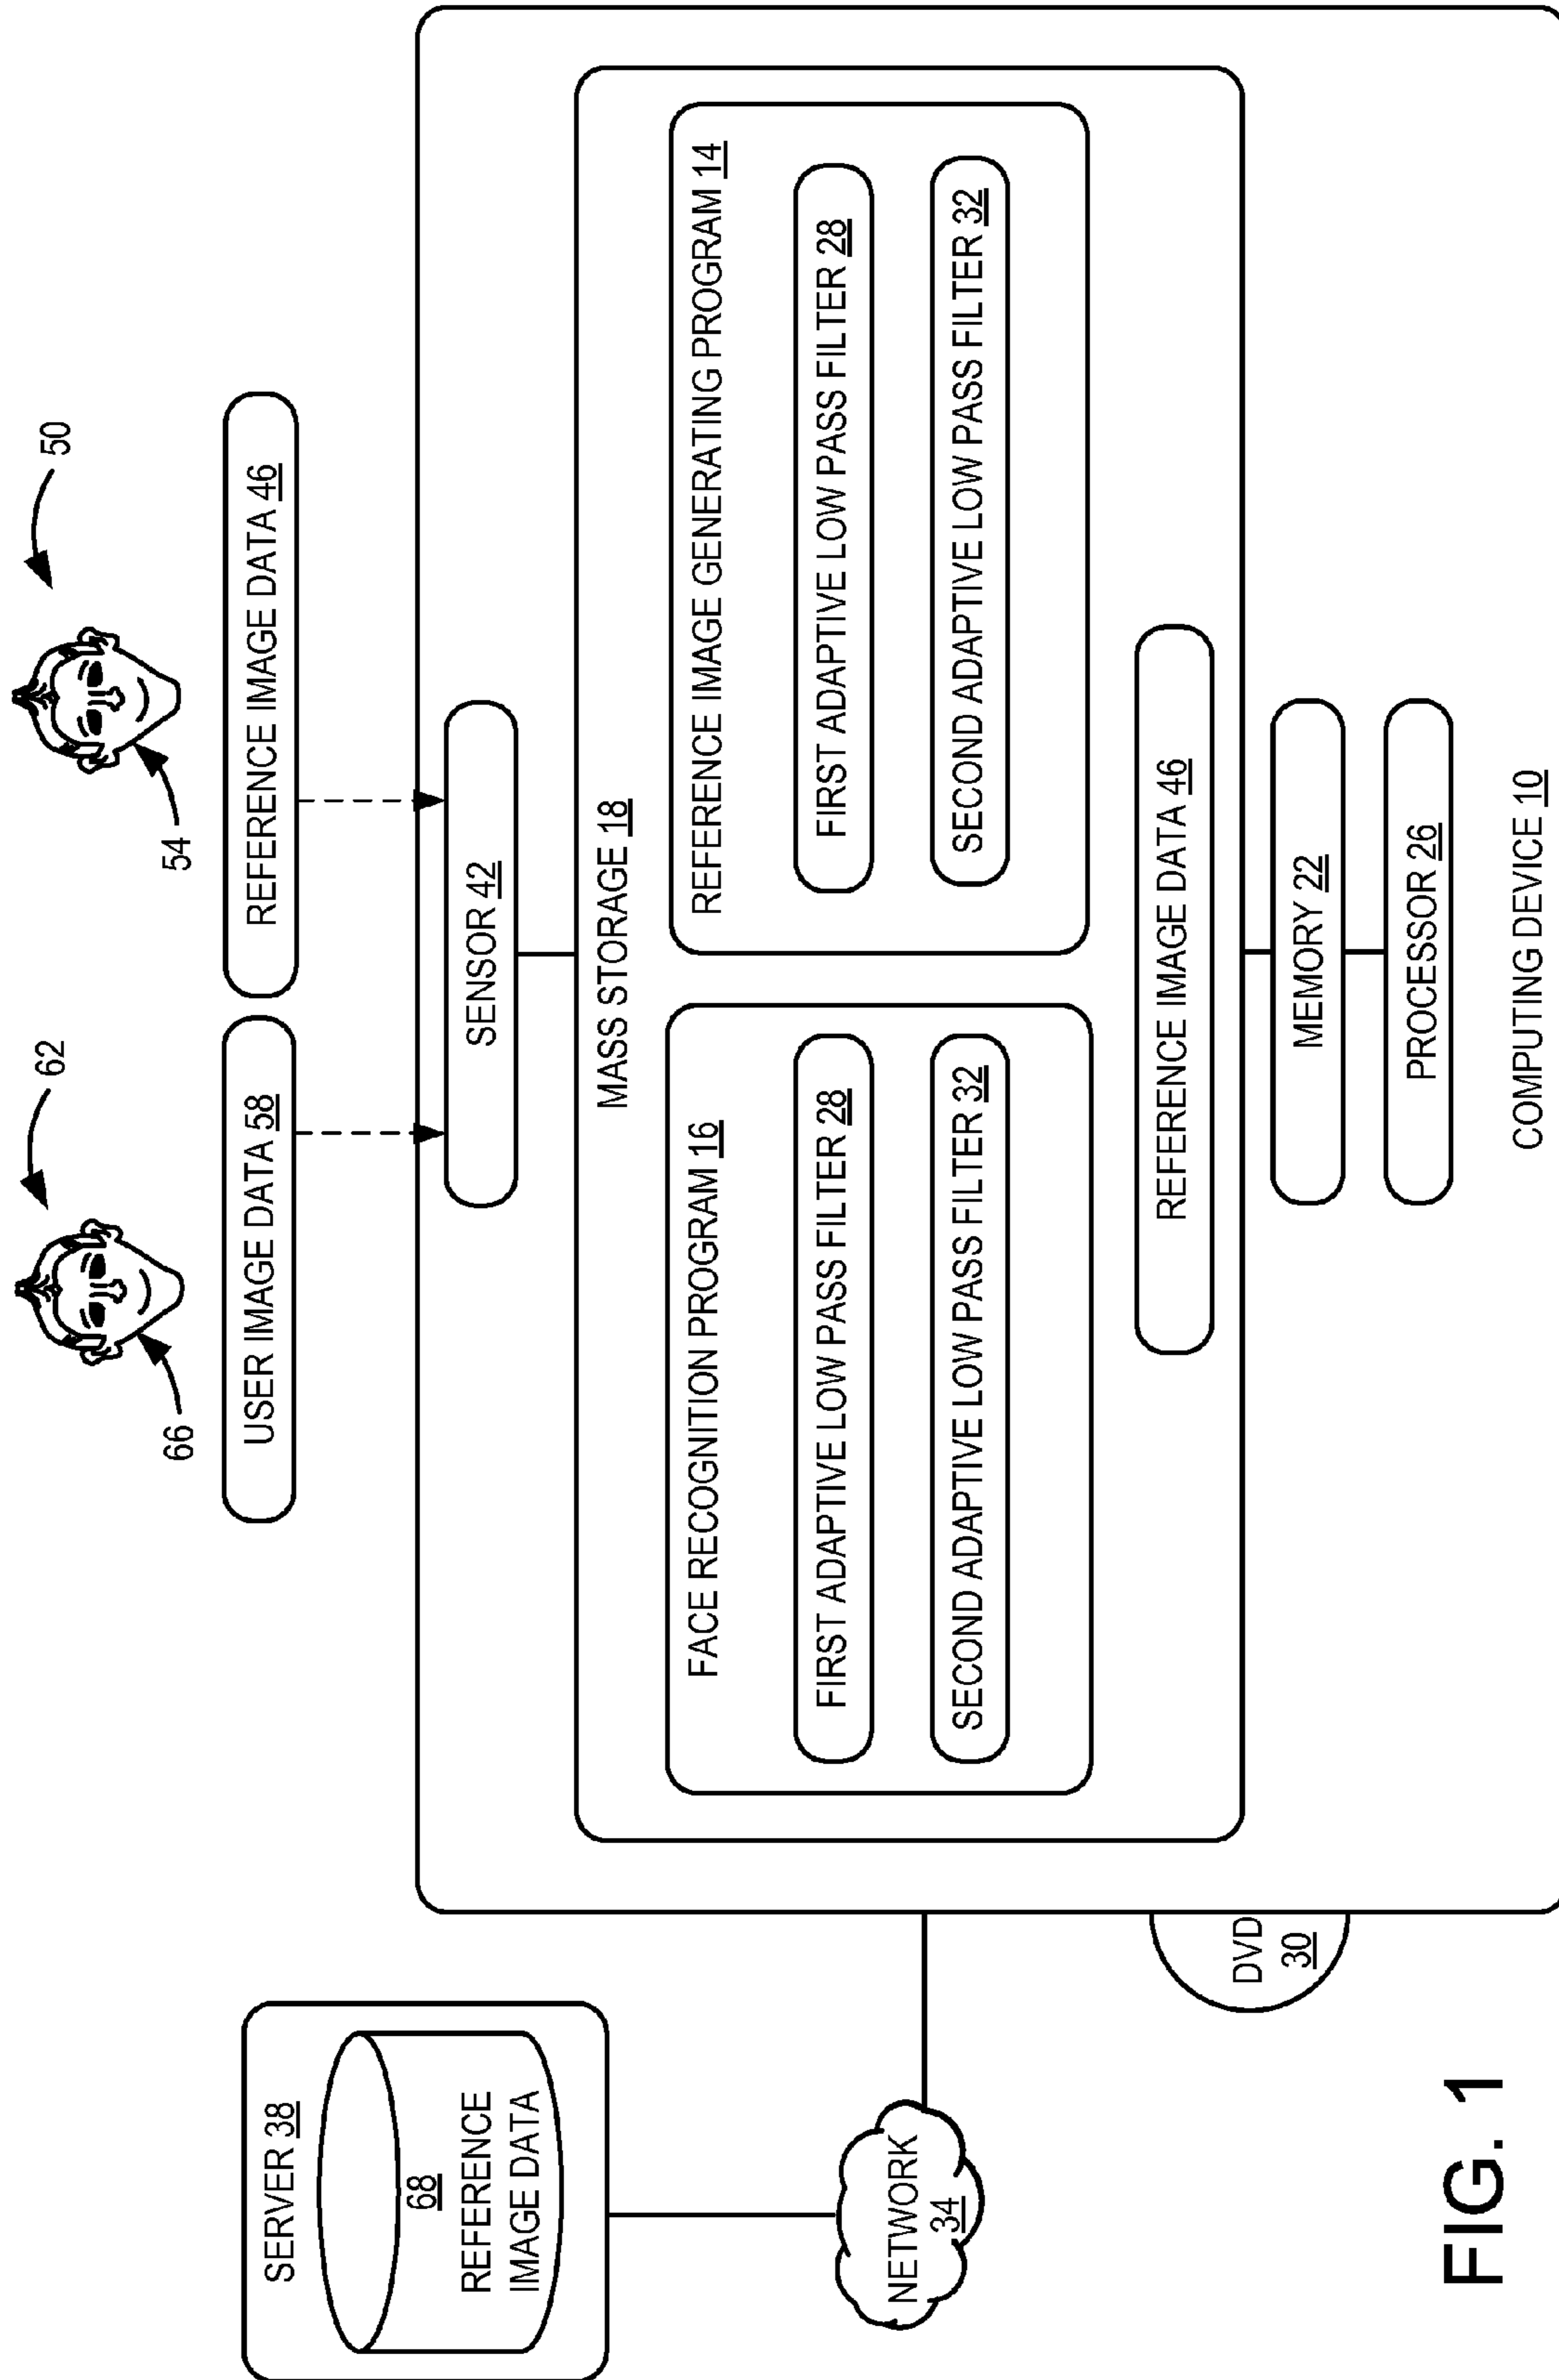 62
50
66
54
USER IMAGE DATA 58
REFERENCE IMAGE DATA 46
SERVER 38
68
REFERENCE
IMAGE DATA
SENSOR 42
MASS STORAGE 18
FACE RECOGNITION PROGRAM 16
FIRST ADAPTIVE LOW PASS FILTER 28
SECOND ADAPTIVE LOW PASS FILTER 32
REFERENCE IMAGE GENERATING PROGRAM 14
FIRST ADAPTIVE LOW PASS FILTER 28
SECOND ADAPTIVE LOW PASS FILTER 32
NETWORK
34
REFERENCE IMAGE DATA 46
DVD
30
MEMORY 22
PROCESSOR 26
COMPUTING DEVICE 10
FIG. 1